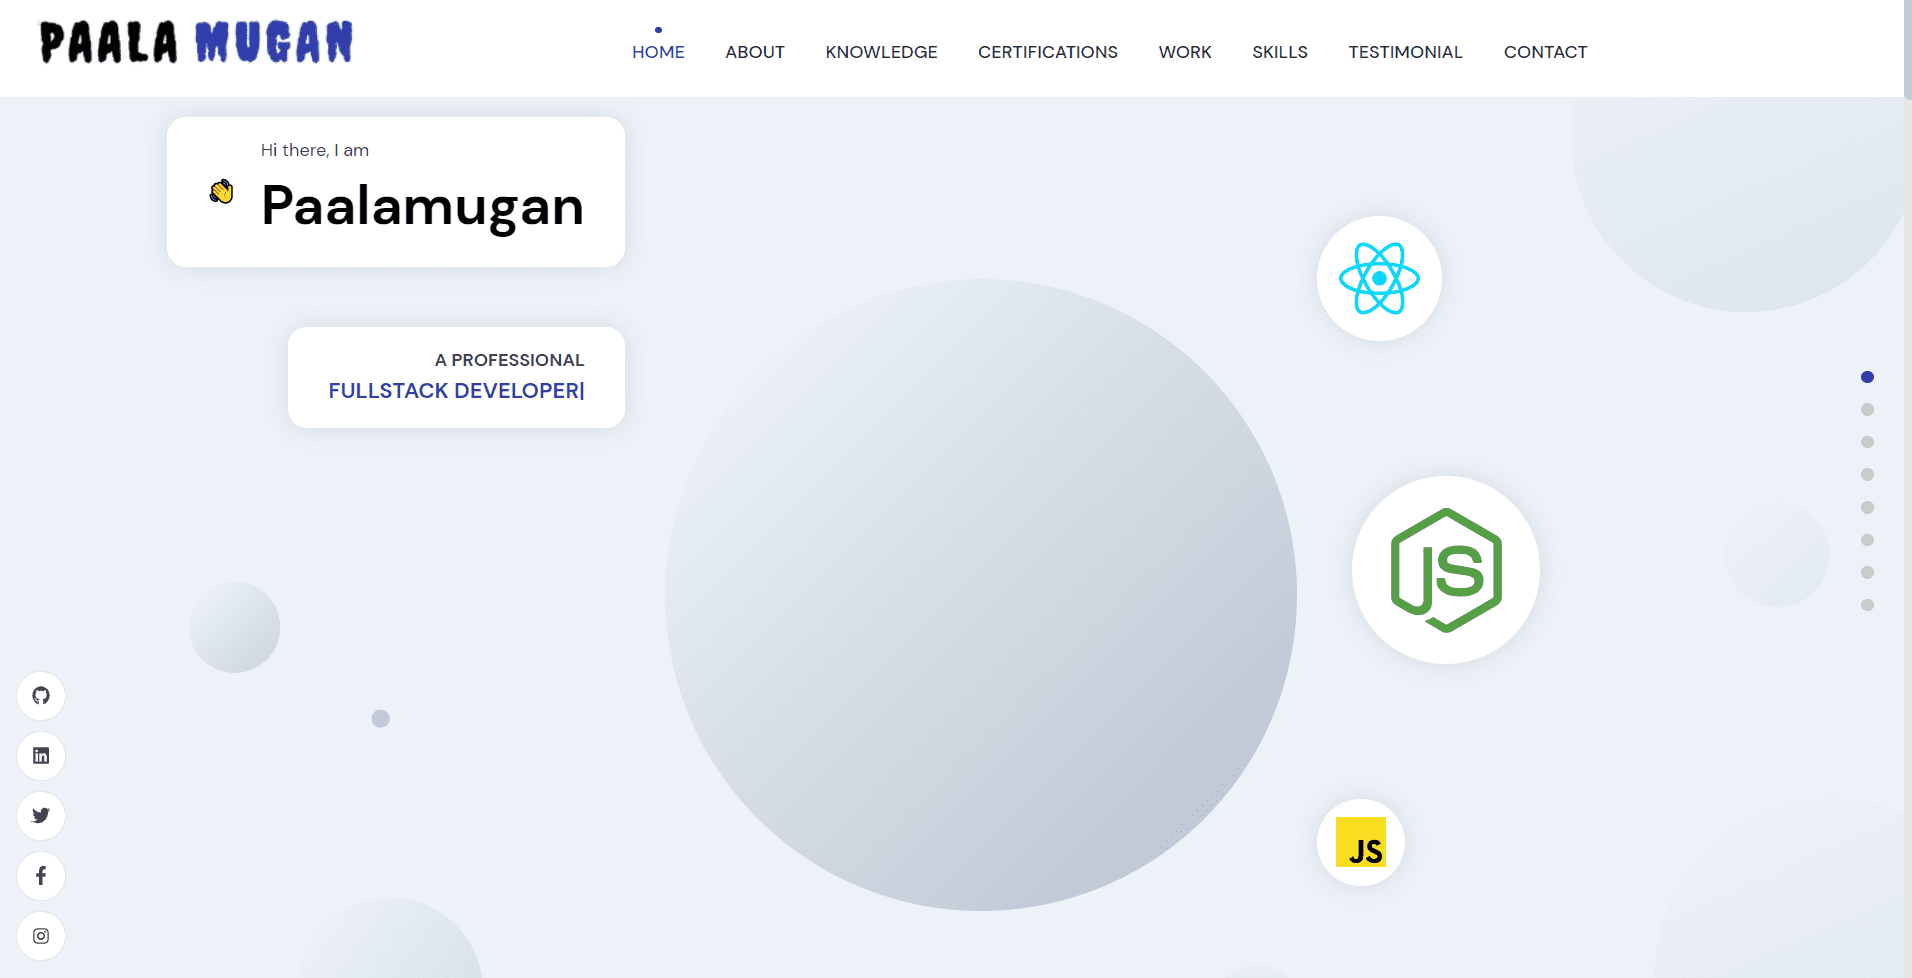 PAALA MUGAN
HOME ABOUT KNOWLEDGE CERTIFICATIONS WORK SKILLS TESTIMONIAL CONTACT
Hi there, I am
Paalamugan
A PROFESSIONAL
FULLSTACK DEVELOPER|
JS
JS
in